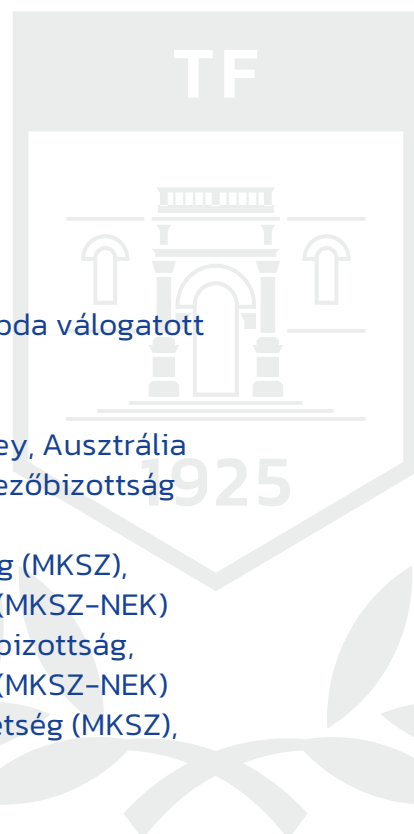 TF
oda válogatott
ey, Ausztrália
1925
ezőbizottság
g (MKSZ),
(MKSZ-NEK)
bizottság,
(MKSZ-NEK)
etség (MKSZ),